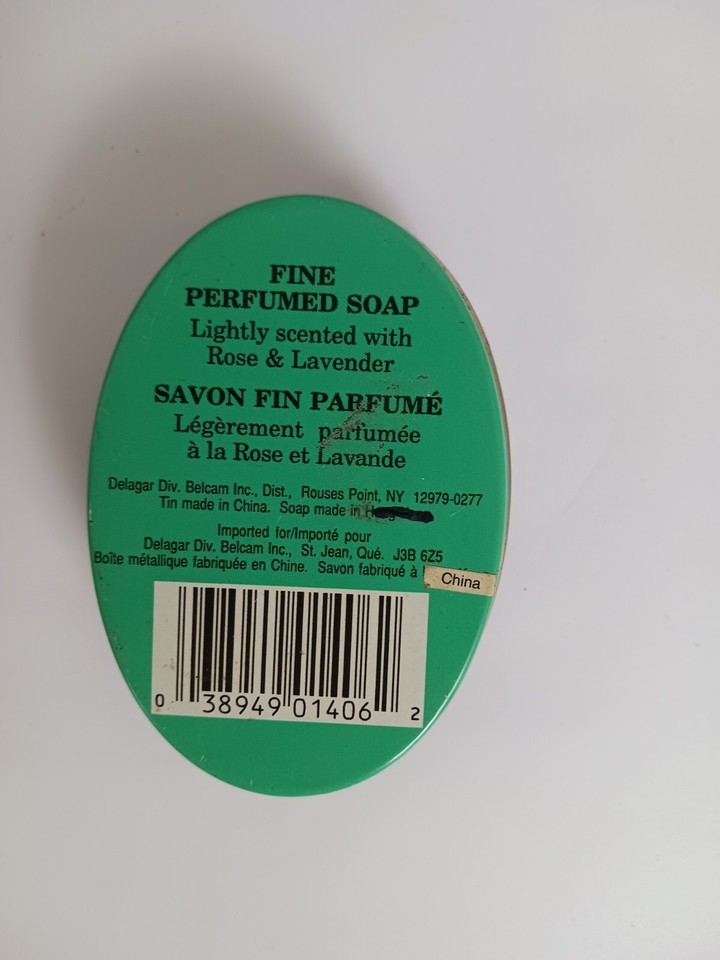 FINE
PERFUMED SOAP
Lightly scented with
Rose & Lavender
SAVON FIN PARFUMÉ
Légèrement parfumée
à la Rose et Lavande
Delagar Div. Belcam Inc., Dist., Rouses Point, NY 12979-0277
Tin made in China. Soap made in
Imported for/Importé pour
Delagar Div. Belcam Inc., St. Jean, Qué. J3B 6Z5
Boîte métallique fabriquée en Chine. Savon fabriqué à
China
0 38949 01406 2